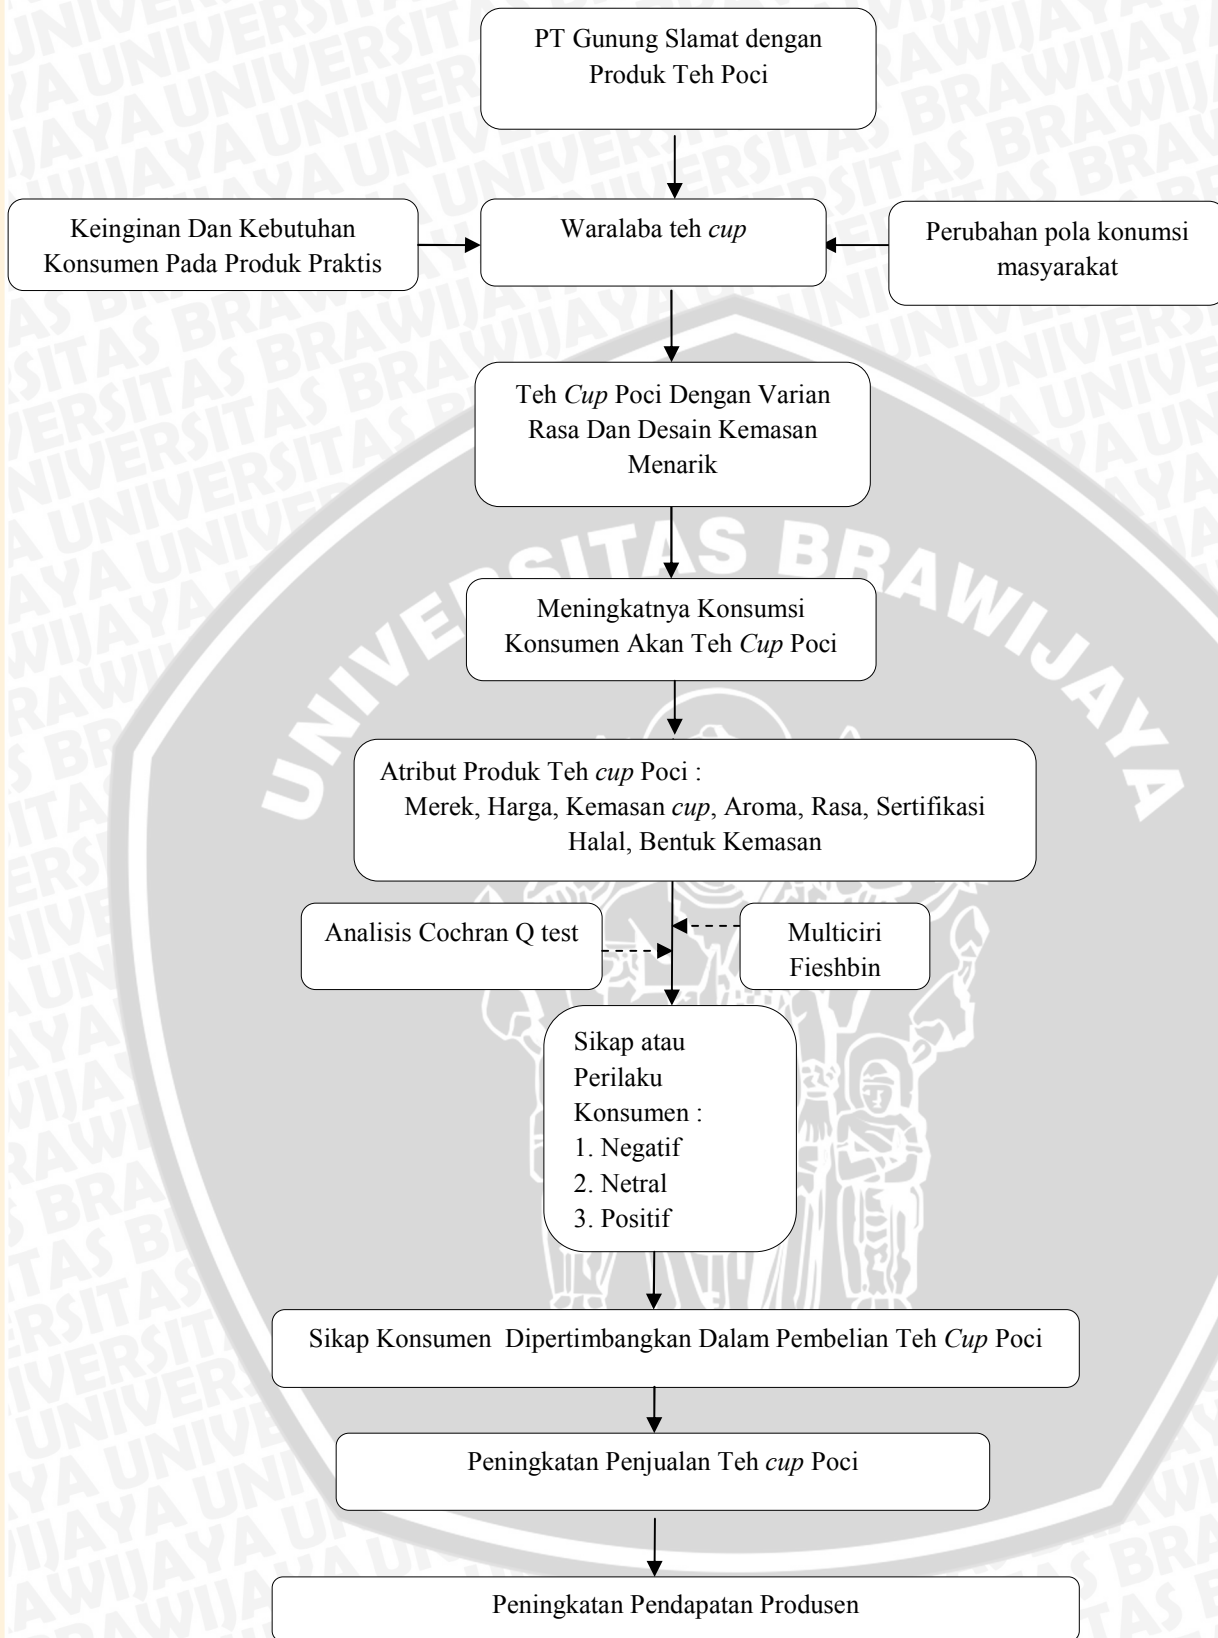 PT Gunung Slamat dengan
Produk Teh Poci
Keinginan Dan Kebutuhan
Konsumen Pada Produk Praktis
Waralaba teh cup
Perubahan pola konumsi
masyarakat
Teh Cup Poci Dengan Varian
Rasa Dan Desain Kemasan
Menarik
UNIVERSITAS BRAWIJAYA
Meningkatnya Konsumsi
Konsumen Akan Teh Cup Poci
Atribut Produk Teh cup Poci :
Merek, Harga, Kemasan cup, Aroma, Rasa, Sertifikasi
Halal, Bentuk Kemasan
Analisis Cochran Q test
Multiciri
Fieshbin
Sikap atau
Perilaku
Konsumen :
1. Negatif
2. Netral
3. Positif
Sikap Konsumen Dipertimbangkan Dalam Pembelian Teh Cup Poci
Peningkatan Penjualan Teh cup Poci
Peningkatan Pendapatan Produsen